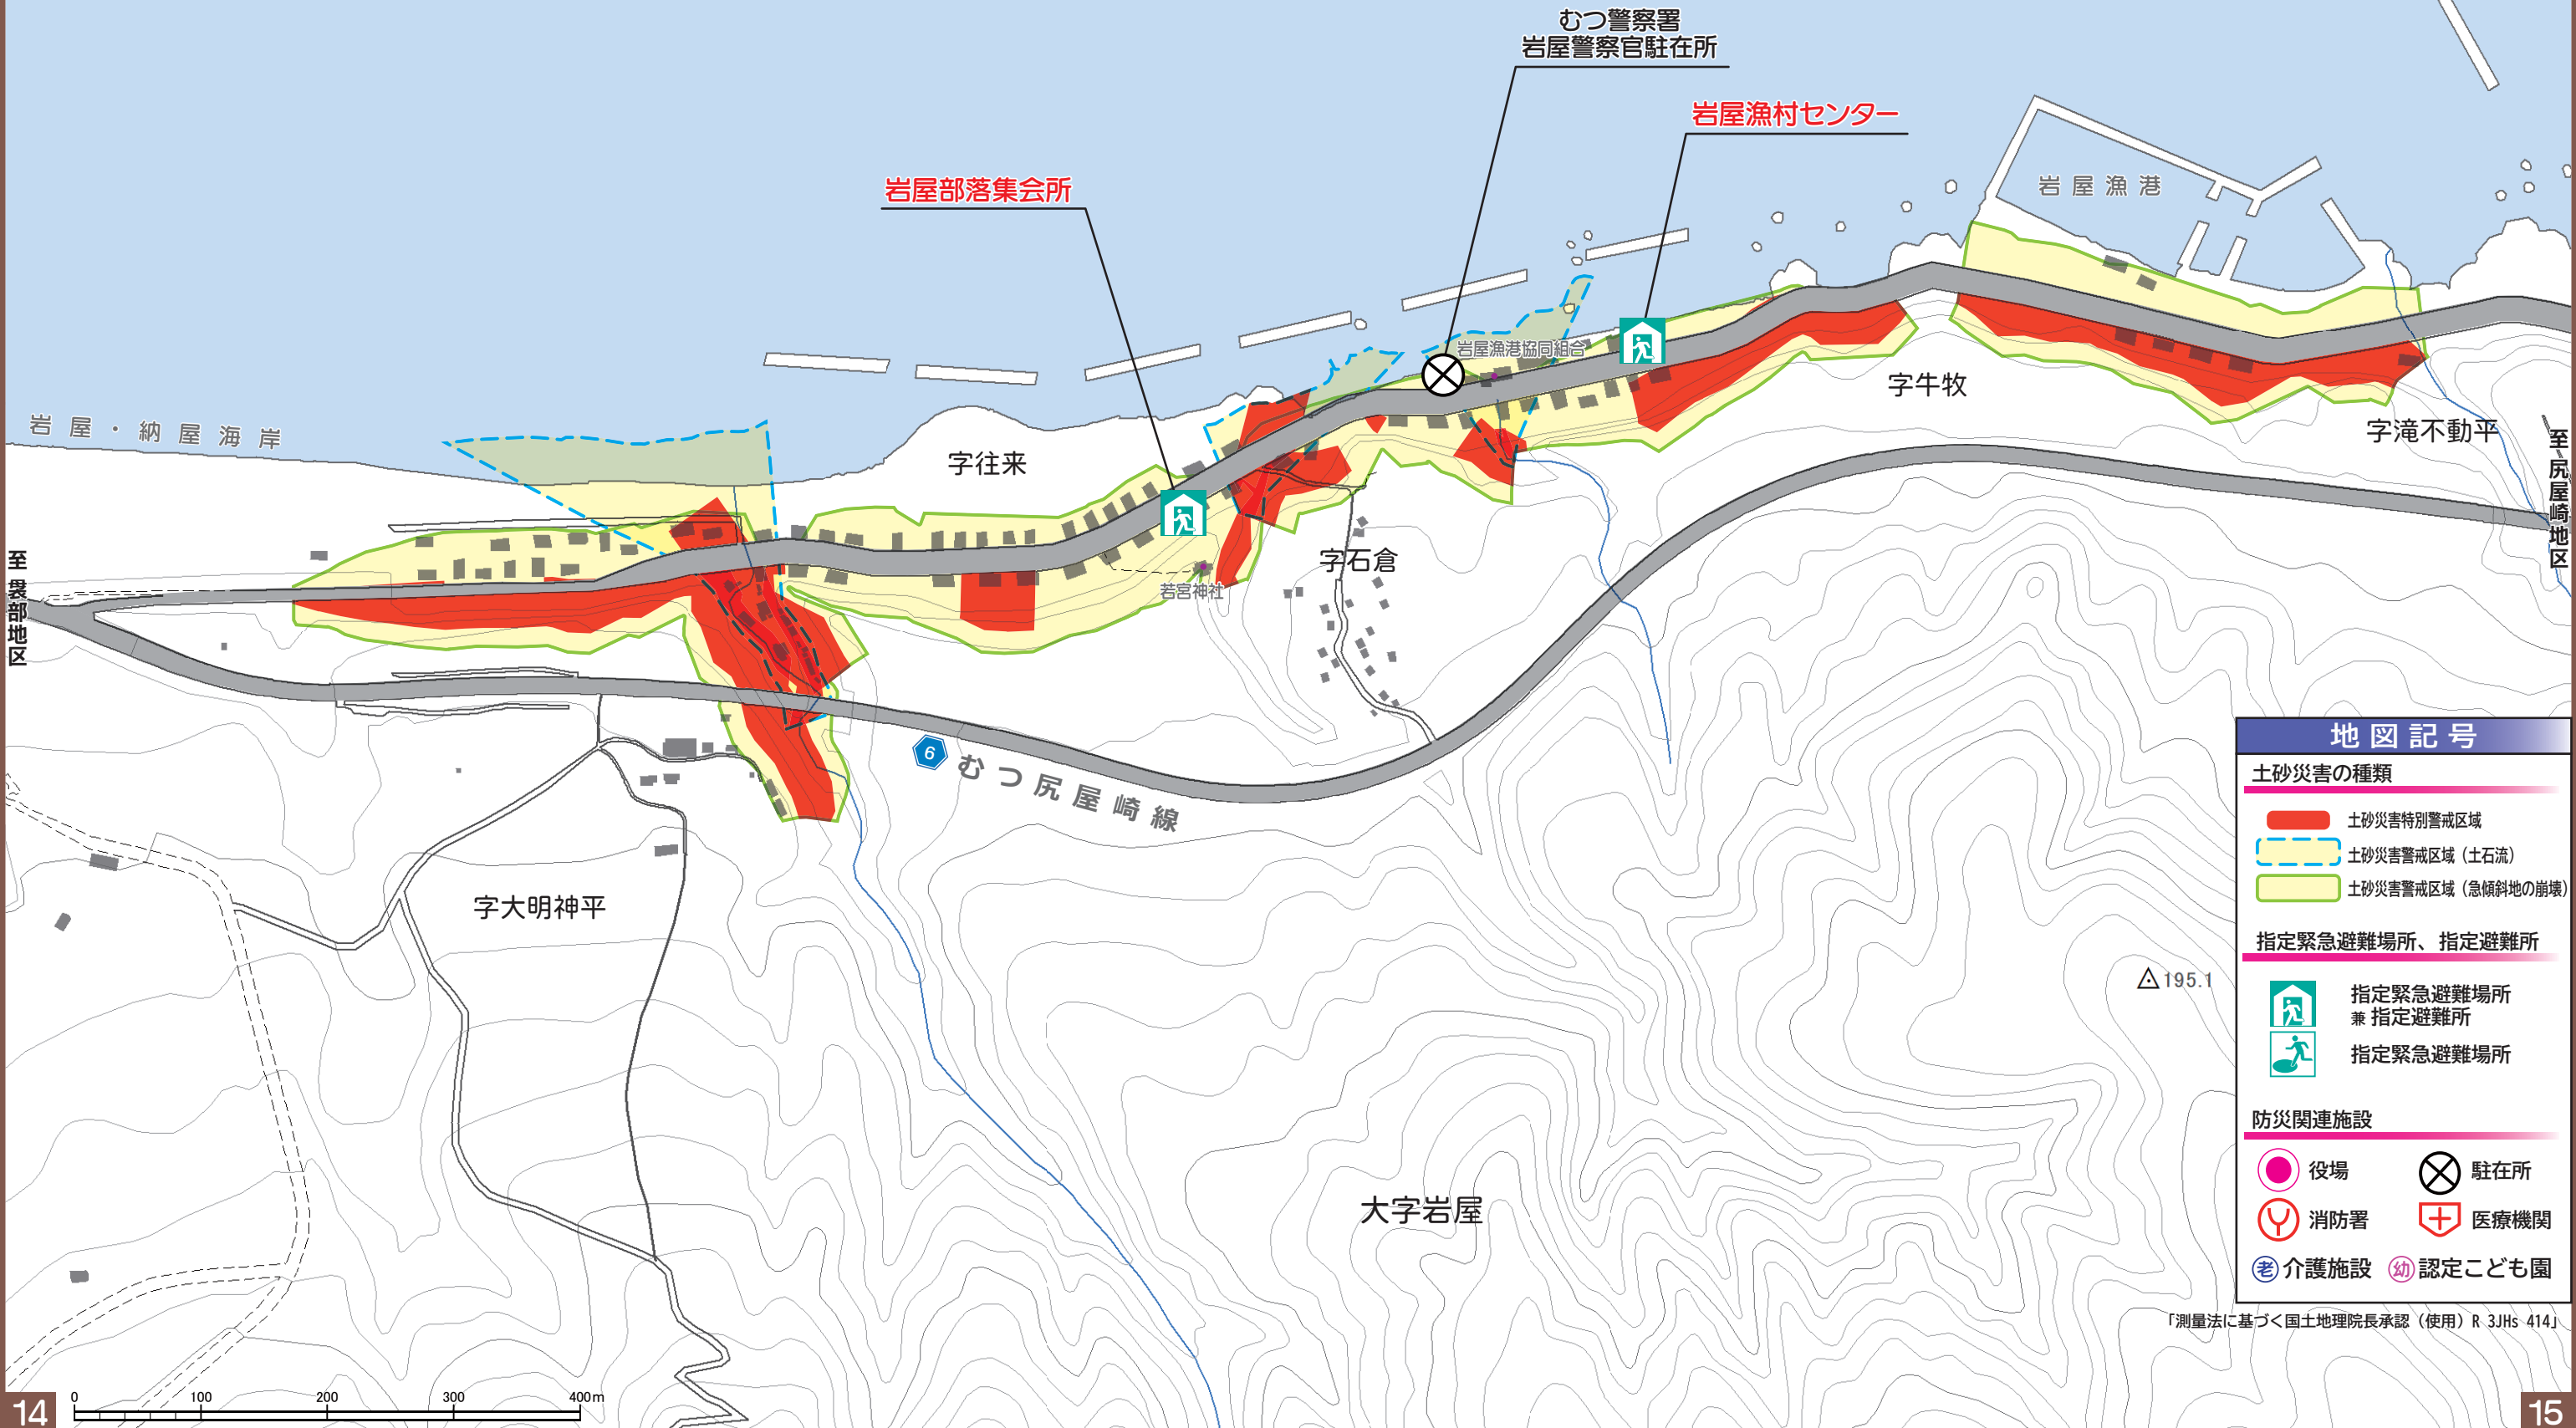 むつ警察署
岩屋警察官駐在所
岩屋漁村センター
岩屋部落集会所
岩屋漁港
岩屋漁港協同組合
字牛牧
字滝不動平
岩屋・納屋海岸
字往来
至尻屋崎地区
字石倉
若宮神社
至袰部地区
6
むつ尻屋崎線
字大明神平
195.1
大字岩屋
地図記号
土砂災害の種類
土砂災害特別警戒区域
土砂災害警戒区域（土石流）
土砂災害警戒区域（急傾斜地の崩壊）
指定緊急避難場所、指定避難所
指定緊急避難場所
兼 指定避難所
指定緊急避難場所
防災関連施設
役場
駐在所
消防署
医療機関
老 介護施設
幼 認定こども園
「測量法に基づく国土地理院長承認（使用）R 3JHs 414」
0 100 200 300 400m
14
15